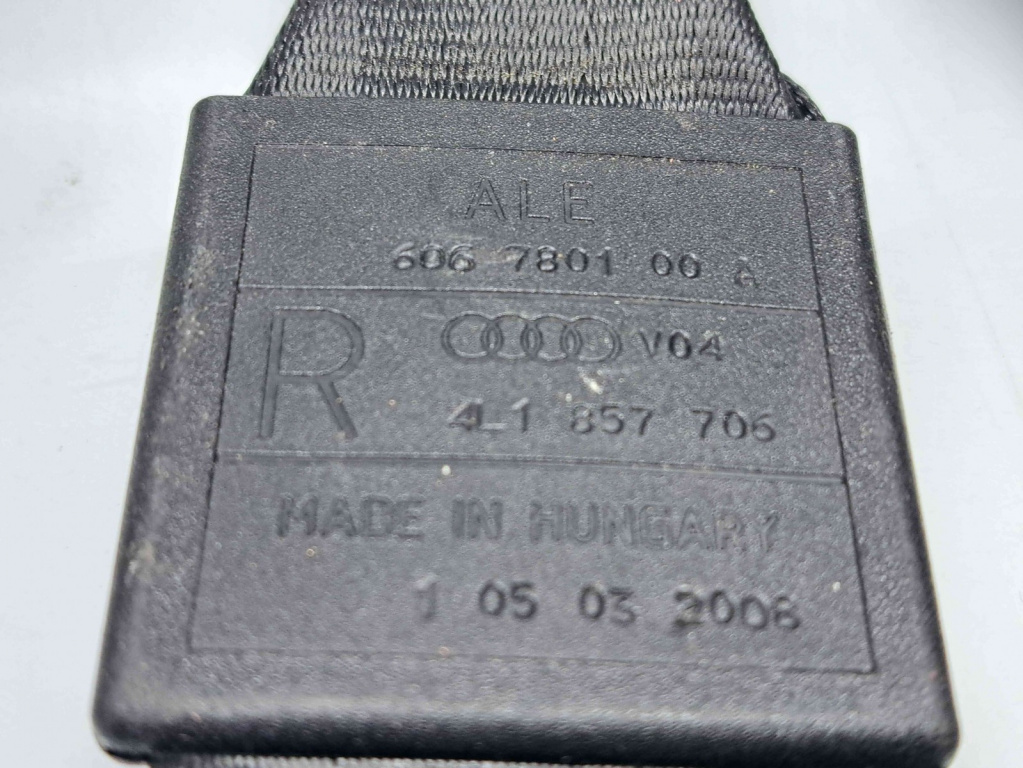 ALE
606 7801 00 A
R V04
4L1 857 706
MADE IN HUNGARY
1 05 03 2008